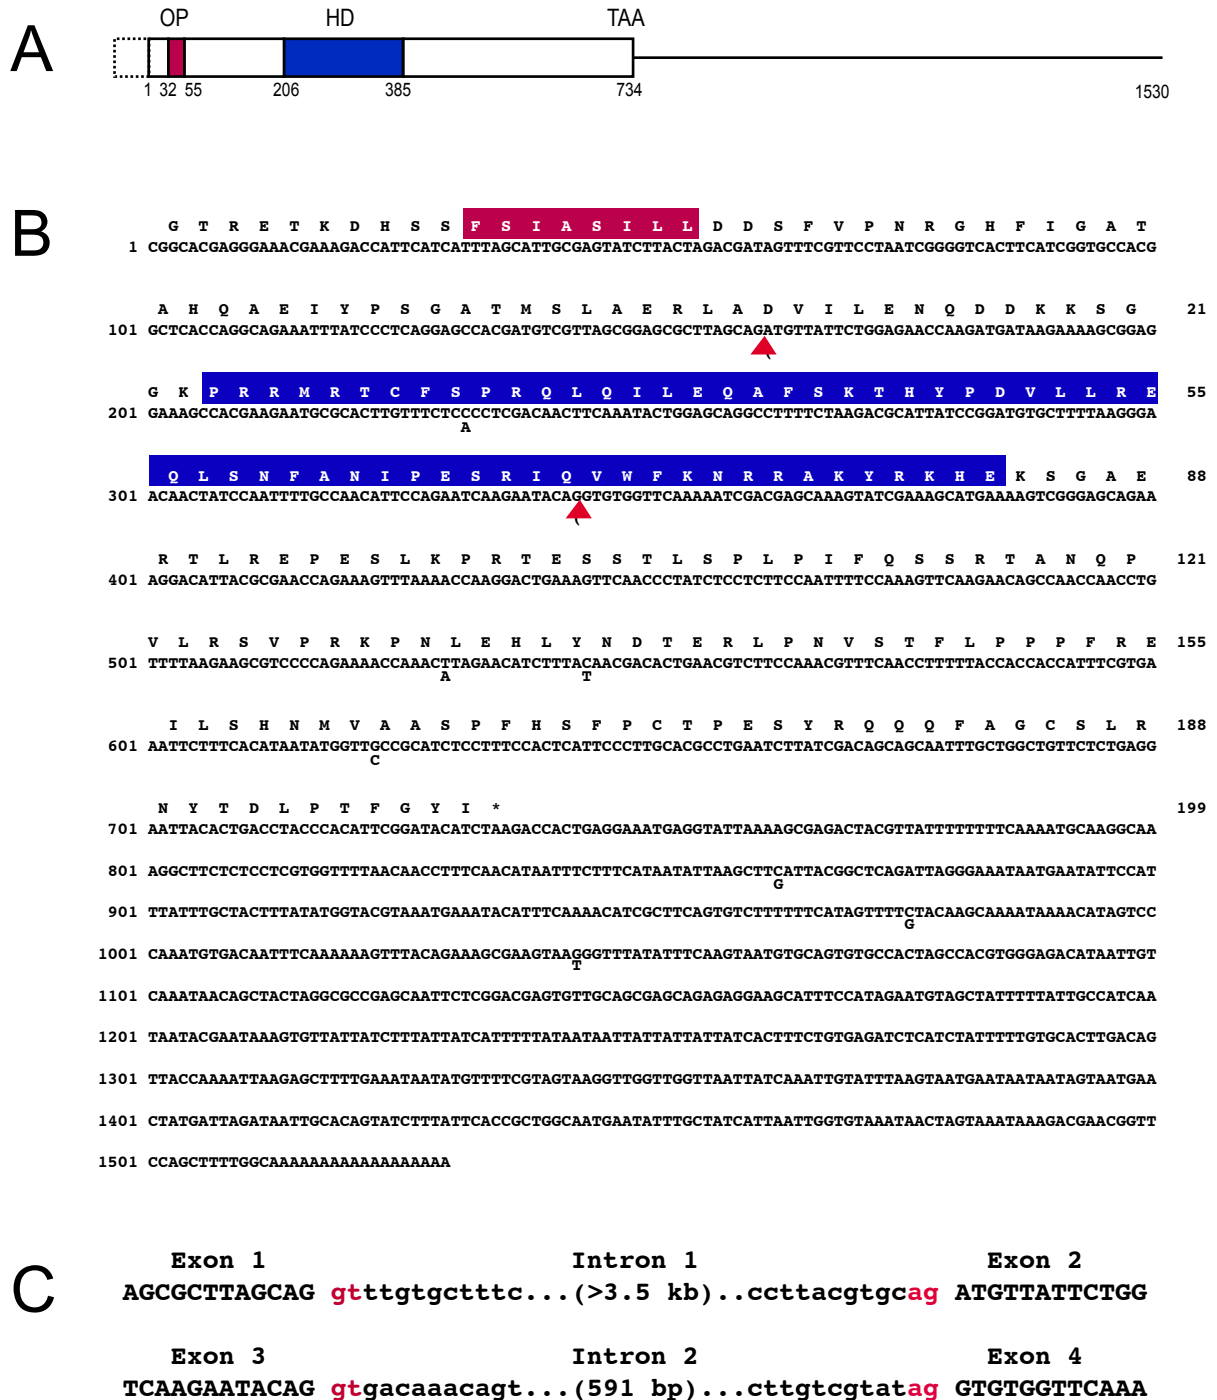 A
OP HD TAA
1 32 55 206 385 734 1530
B
G T R E T K D H S S F S I A S I L L D D S F V P N R G H F I G A T
1 CGGCACGAGGGAAACGAAAGACCATTCATCATTTAGCATTGCGAGTATCTTACTAGACGATAGTTTCGTTCCTAATCGGGGTCACTTCATCGGTGCCACG
A H Q A E I Y P S G A T M S L A E R L A D V I L E N Q D D K K S G 21
101 GCTCACCAGGCAGAAATTTATCCCTCAGGAGCCACGATGTCGTTAGCGGAGCGCTTAGCAGATGTTATTCTGGAGAACCAAGATGATAAGAAAAGCGGAG
G K P R R M R T C F S P R Q L Q I L E Q A F S K T H Y P D V L L R E 55
201 GAAAGCCACGAAGAATGCGCACTTGTTTCTCCCCTCGACAACTTCAAATACTGGAGCAGGCCTTTTCTAAGACGCATTATCCGGATGTGCTTTTAAGGGA
A
Q L S N F A N I P E S R I Q V W F K N R R A K Y R K H E K S G A E 88
301 ACAACTATCCAATTTTGCCAACATTCCAGAATCAAGAATACAGGTGTGGTTCAAAAATCGACGAGCAAAGTATCGAAAGCATGAAAAGTCGGGAGCAGAA
R T L R E P E S L K P R T E S S T L S P L P I F Q S S R T A N Q P 121
401 AGGACATTACGCGAACCAGAAAGTTTAAAACCAAGGACTGAAAGTTCAACCCTATCTCCTCTTCCAATTTTCCAAAGTTCAAGAACAGCCAACCAACCTG
V L R S V P R K P N L E H L Y N D T E R L P N V S T F L P P P F R E 155
501 TTTTAAGAAGCGTCCCCAGAAAACCAAACTTAGAACATCTTTACAACGACACTGAACGTCTTCCAAACGTTTCAACCTTTTTACCACCACCATTTCGTGA
A T
I L S H N M V A A S P F H S F P C T P E S Y R Q Q Q F A G C S L R 188
601 AATTCTTTCACATAATATGGTTGCCGCATCTCCTTTCCACTCATTCCCTTGCACGCCTGAATCTTATCGACAGCAGCAATTTGCTGGCTGTTCTCTGAGG
C
N Y T D L P T F G Y I * 199
701 AATTACACTGACCTACCCACATTCGGATACATCTAAGACCACTGAGGAAATGAGGTATTAAAAGCGAGACTACGTTATTTTTTTTCAAAATGCAAGGCAA
801 AGGCTTCTCTCCTCGTGGTTTTAACAACCTTTCAACATAATTTCTTTCATAATATTAAGCTTCATTACGGCTCAGATTAGGGAAATAATGAATATTCCAT
G
901 TTATTTGCTACTTTATATGGTACGTAAATGAAATACATTTCAAAACATCGCTTCAGTGTCTTTTTTCATAGTTTTCTACAAGCAAAATAAAACATAGTCC
G
1001 CAAATGTGACAATTTCAAAAAAGTTTACAGAAAGCGAAGTAAGGGTTTATATTTCAAGTAATGTGCAGTGTGCCACTAGCCACGTGGGAGACATAATTGT
T
1101 CAAATAACAGCTACTAGGCGCCGAGCAATTCTCGGACGAGTGTTGCAGCGAGCAGAGAGGAAGCATTTCCATAGAATGTAGCTATTTTTATTGCCATCAA
1201 TAATACGAATAAAGTGTTATTATCTTTATTATCATTTTTATAATAATTATTATTATTATCACTTTCTGTGAGATCTCATCTATTTTTGTGCACTTGACAG
1301 TTACCAAAATTAAGAGCTTTTGAAATAATATGTTTTCGTAGTAAGGTTGGTTGGTTAATTATCAAATTGTATTTAAGTAATGAATAATAATAGTAATGAA
1401 CTATGATTAGATAATTGCACAGTATCTTTATTCACCGCTGGCAATGAATATTTGCTATCATTAATTGGTGTAAATAACTAGTAAATAAAGACGAACGGTT
1501 CCAGCTTTTGGCAAAAAAAAAAAAAAAAAA
C
Exon 1 Intron 1 Exon 2
AGCGCTTAGCAG gtttgtgctttc...(>3.5 kb)..ccttacgtgcag ATGTTATTCTGG
Exon 3 Intron 2 Exon 4
TCAAGAATACAG gtgacaaacagt...(591 bp)...cttgtcgtatag GTGTGGTTCAAA